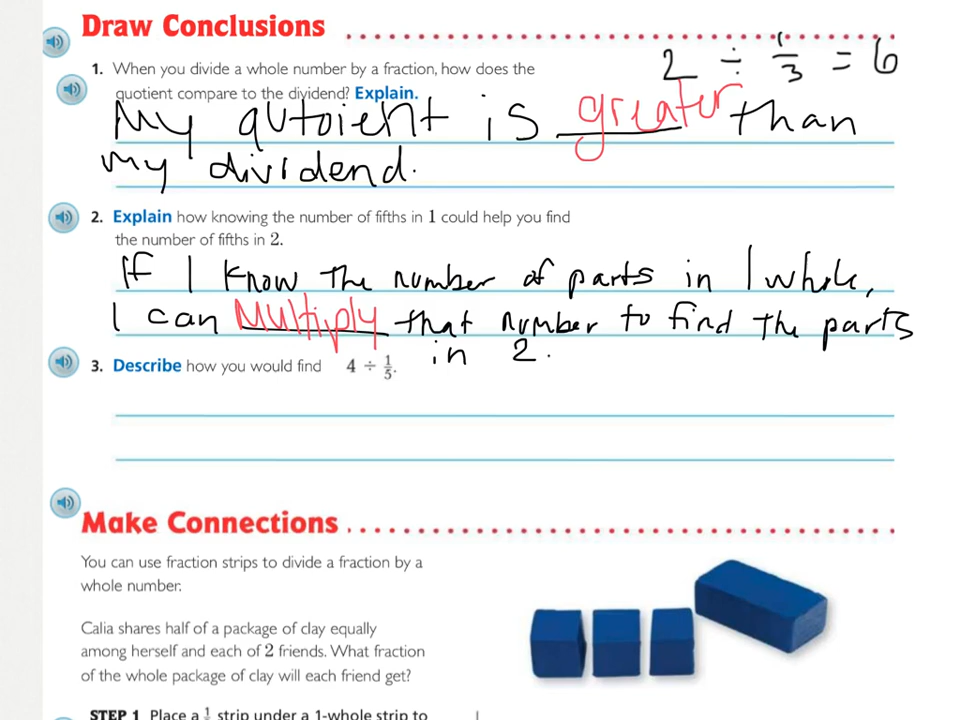 Draw Conclusions
2 ÷ 1/3 = 6
1. When you divide a whole number by a fraction, how does the
quotient compare to the dividend? Explain.
My qutoient is greater than
my dividend.
2. Explain how knowing the number of fifths in 1 could help you find
the number of fifths in 2.
If I know the number of parts in 1 whole,
I can Multiply that number to find the parts
in 2.
3. Describe how you would find 4 ÷ 1/5.
Make Connections
You can use fraction strips to divide a fraction by a
whole number.
Calia shares half of a package of clay equally
among herself and each of 2 friends. What fraction
of the whole package of clay will each friend get?
STEP 1 Place a 1/2 strip under a 1-whole strip to